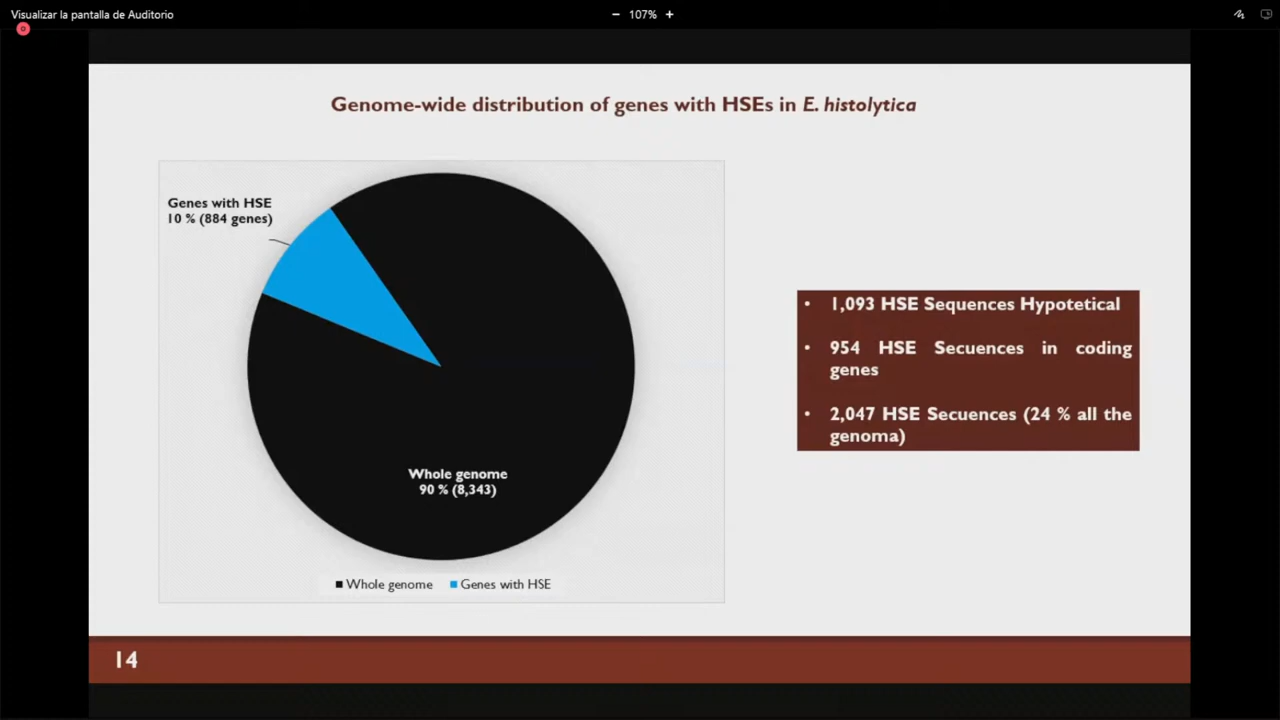 Visualizar la pantalla de Auditorio
− 107% +
Genome-wide distribution of genes with HSEs in E. histolytica
Genes with HSE
10 % (884 genes)
Whole genome
90 % (8,343)
Whole genome Genes with HSE
• 1,093 HSE Sequences Hypotetical
• 954 HSE Secuences in coding
genes
• 2,047 HSE Secuences (24 % all the
genoma)
14